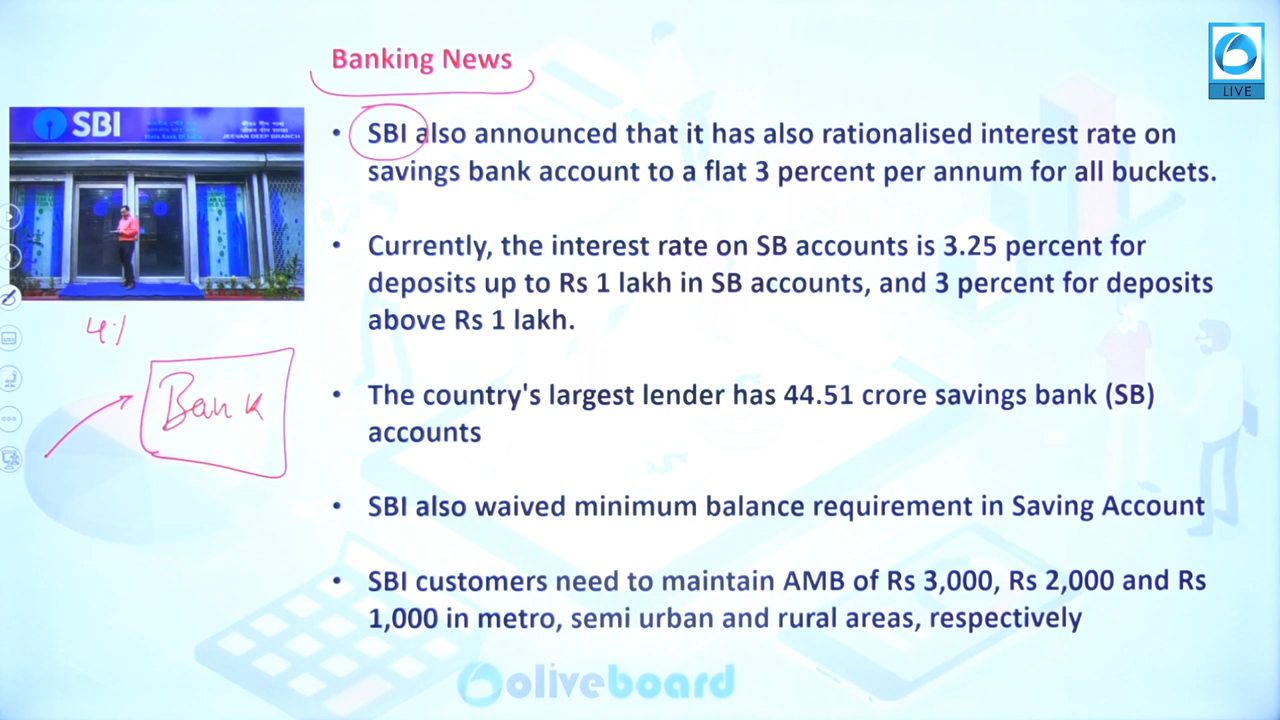 Banking News
LIVE
SBI
JEEVAN DEEP BRANCH
• SBI also announced that it has also rationalised interest rate on
savings bank account to a flat 3 percent per annum for all buckets.
• Currently, the interest rate on SB accounts is 3.25 percent for
deposits up to Rs 1 lakh in SB accounts, and 3 percent for deposits
above Rs 1 lakh.
4%
Bank
• The country's largest lender has 44.51 crore savings bank (SB)
accounts
• SBI also waived minimum balance requirement in Saving Account
• SBI customers need to maintain AMB of Rs 3,000, Rs 2,000 and Rs
1,000 in metro, semi urban and rural areas, respectively
oliveboard